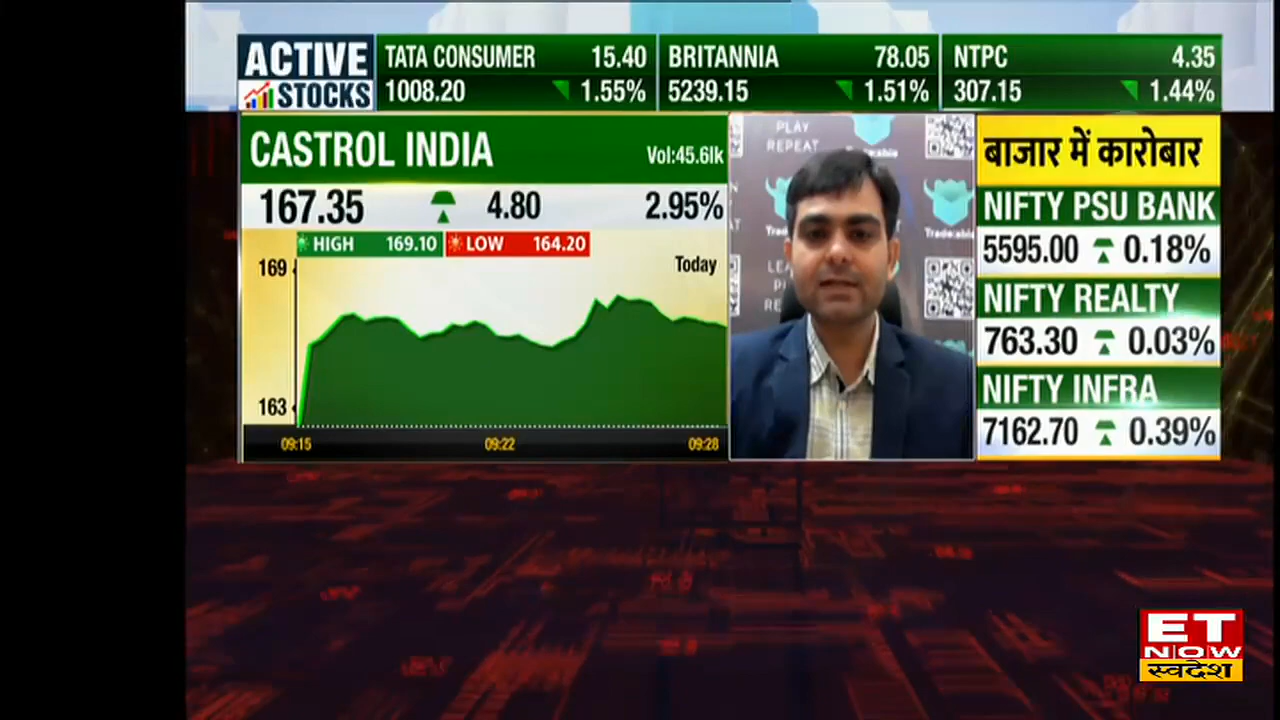 ACTIVE
STOCKS
TATA CONSUMER 15.40
1008.20 1.55%
BRITANNIA 78.05
5239.15 1.51%
NTPC 4.35
307.15 1.44%
CASTROL INDIA Vol:45.6lk
167.35 4.80 2.95%
HIGH 169.10 LOW 164.20
Today
169
163
09:15 09:22 09:28
PLAY
REPEAT
बाजार में कारोबार
NIFTY PSU BANK
5595.00 0.18%
NIFTY REALTY
763.30 0.03%
NIFTY INFRA
7162.70 0.39%
ET
NOW
स्वदेश